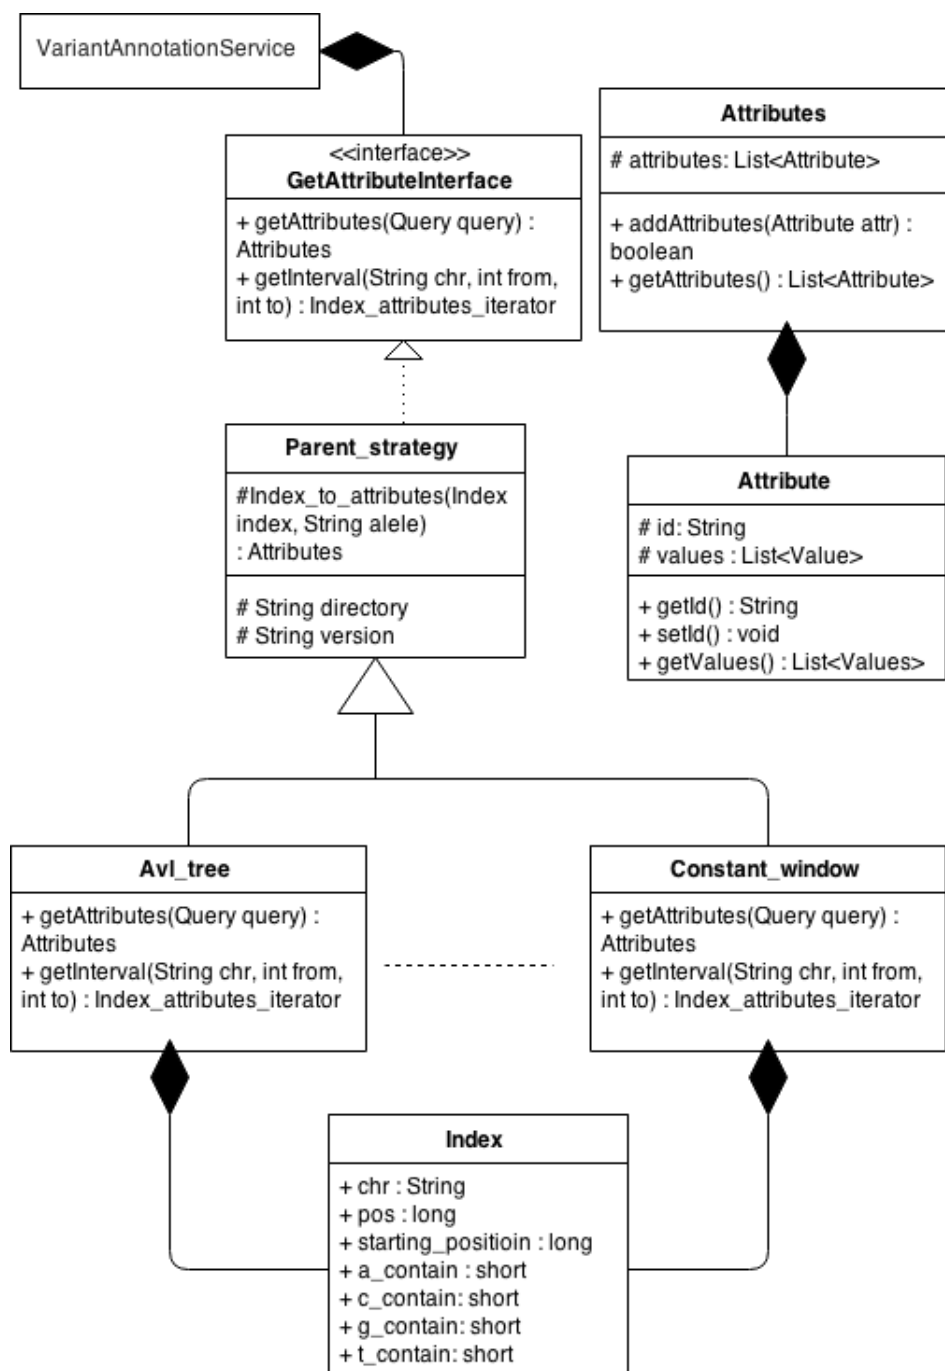 VariantAnnotationService
<<interface>>
GetAttributeInterface
+ getAttributes(Query query) :
Attributes
+ getInterval(String chr, int from,
int to) : Index_attributes_iterator
Attributes
# attributes: List<Attribute>
+ addAttributes(Attribute attr) :
boolean
+ getAttributes() : List<Attribute>
Parent_strategy
#Index_to_attributes(Index
index, String alele)
: Attributes
# String directory
# String version
Attribute
# id: String
# values : List<Value>
+ getId() : String
+ setId() : void
+ getValues() : List<Values>
Avl_tree
+ getAttributes(Query query) :
Attributes
+ getInterval(String chr, int from,
int to) : Index_attributes_iterator
Constant_window
+ getAttributes(Query query) :
Attributes
+ getInterval(String chr, int from,
int to) : Index_attributes_iterator
Index
+ chr : String
+ pos : long
+ starting_positioin : long
+ a_contain : short
+ c_contain: short
+ g_contain: short
+ t_contain: short